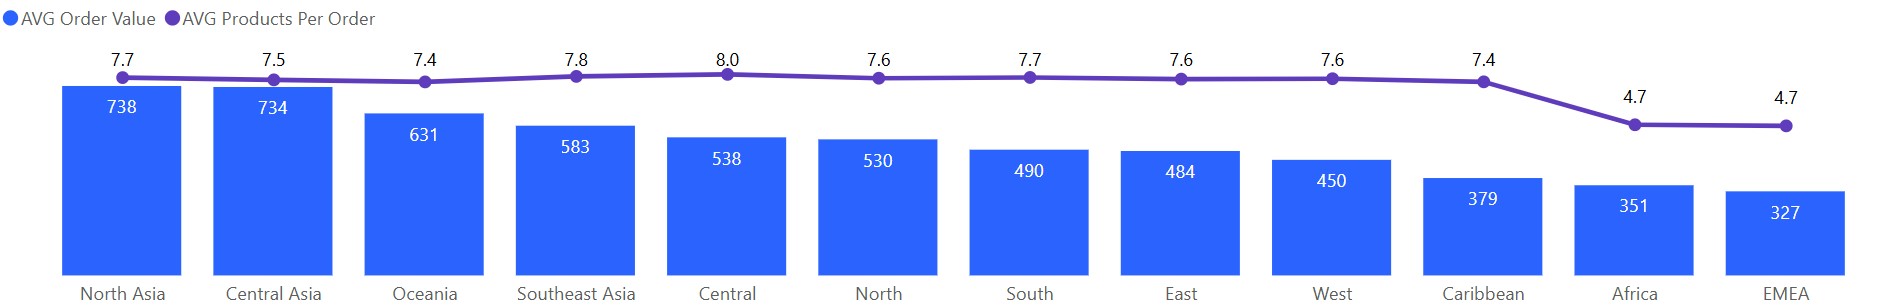 AVG Order Value AVG Products Per Order
7.7 7.5 7.4 7.8 8.0 7.6 7.7 7.6 7.6 7.4 4.7 4.7
738 734 631 583 538 530 490 484 450 379 351 327
North Asia Central Asia Oceania Southeast Asia Central North South East West Caribbean Africa EMEA